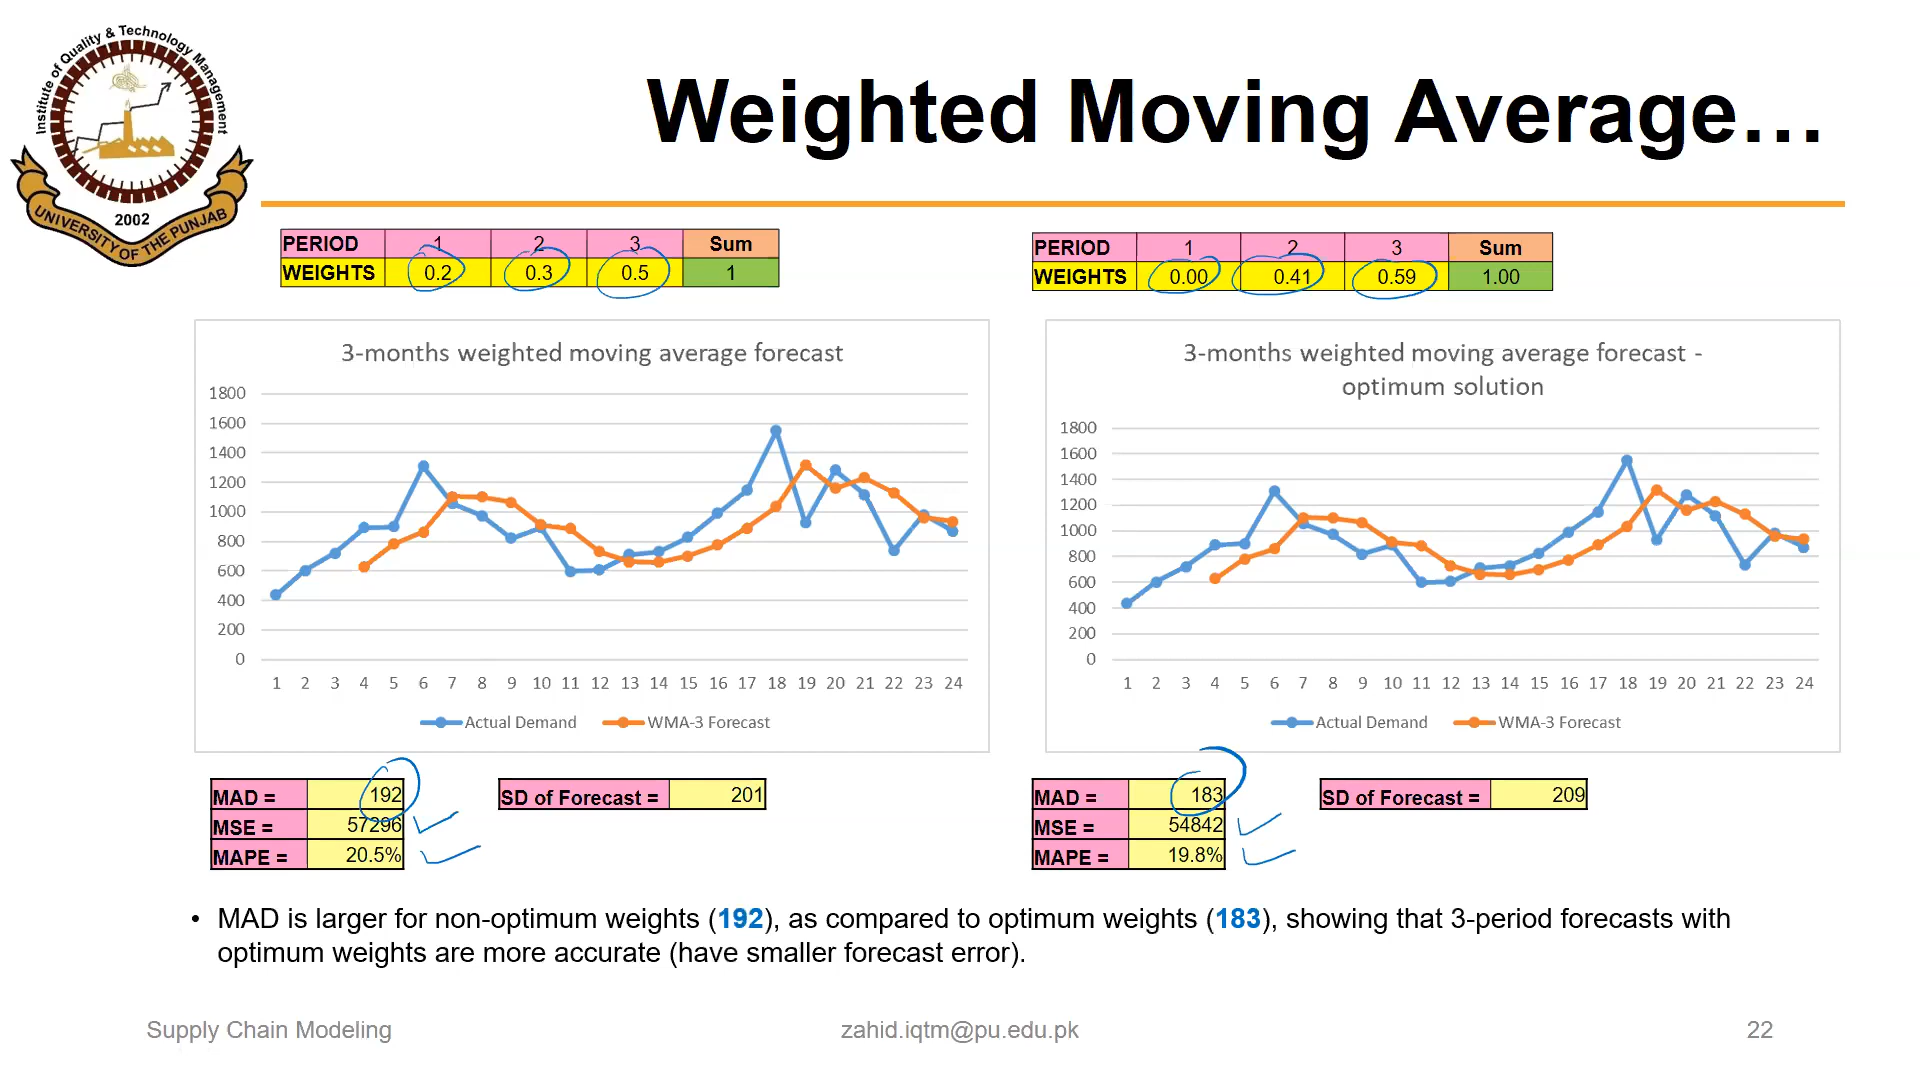 Institute of Quality & Technology Management
2002
UNIVERSITY OF THE PUNJAB
Weighted Moving Average…
PERIOD 1 2 3 Sum
WEIGHTS 0.2 0.3 0.5 1
PERIOD 1 2 3 Sum
WEIGHTS 0.00 0.41 0.59 1.00
3-months weighted moving average forecast
1800
1600
1400
1200
1000
800
600
400
200
0
1 2 3 4 5 6 7 8 9 10 11 12 13 14 15 16 17 18 19 20 21 22 23 24
Actual Demand WMA-3 Forecast
3-months weighted moving average forecast -
optimum solution
1800
1600
1400
1200
1000
800
600
400
200
0
1 2 3 4 5 6 7 8 9 10 11 12 13 14 15 16 17 18 19 20 21 22 23 24
Actual Demand WMA-3 Forecast
MAD = 192
MSE = 57296
MAPE = 20.5%
SD of Forecast = 201
MAD = 183
MSE = 54842
MAPE = 19.8%
SD of Forecast = 209
• MAD is larger for non-optimum weights (192), as compared to optimum weights (183), showing that 3-period forecasts with
optimum weights are more accurate (have smaller forecast error).
Supply Chain Modeling zahid.iqtm@pu.edu.pk 22